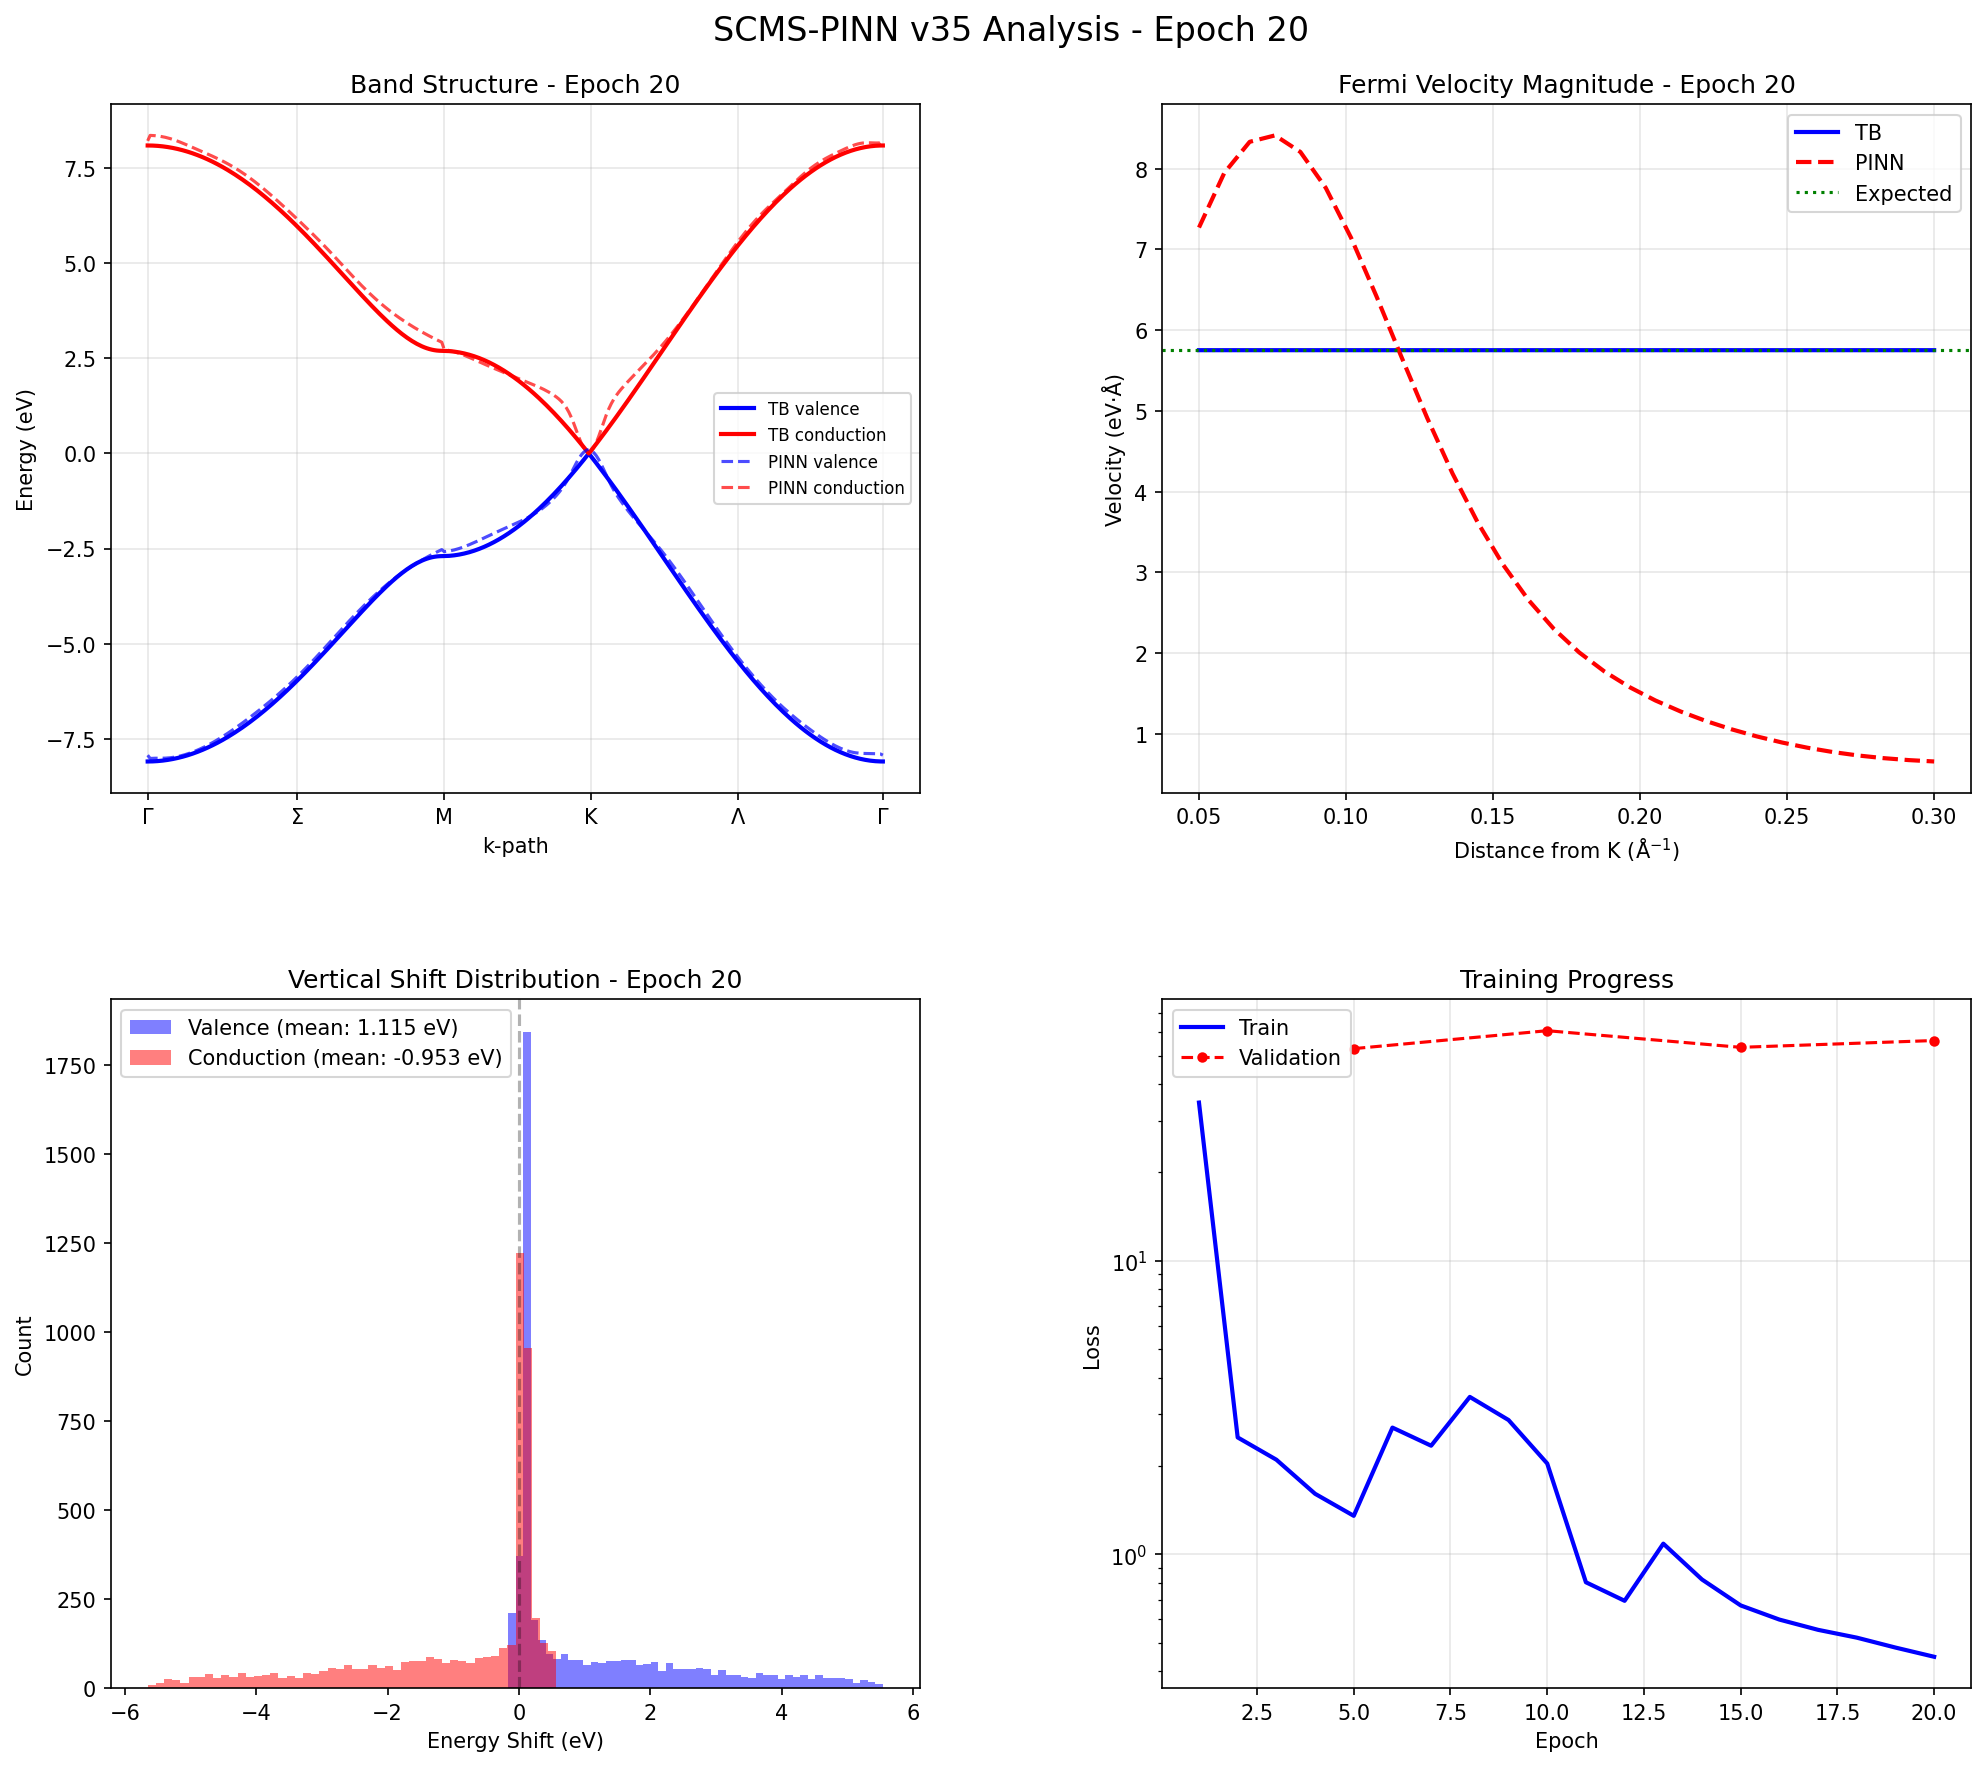 SCMS-PINN v35 Analysis - Epoch 20
Band Structure - Epoch 20
Energy (eV)
7.5
5.0
2.5
0.0
−2.5
−5.0
−7.5
TB valence
TB conduction
PINN valence
PINN conduction
Γ Σ M K Λ Γ
k-path
Fermi Velocity Magnitude - Epoch 20
Velocity (eV·Å)
8
7
6
5
4
3
2
1
TB
PINN
Expected
0.05 0.10 0.15 0.20 0.25 0.30
Distance from K (Å⁻¹)
Vertical Shift Distribution - Epoch 20
Count
1750
1500
1250
1000
750
500
250
0
Valence (mean: 1.115 eV)
Conduction (mean: -0.953 eV)
−6 −4 −2 0 2 4 6
Energy Shift (eV)
Training Progress
Loss
10¹
10⁰
Train
Validation
2.5 5.0 7.5 10.0 12.5 15.0 17.5 20.0
Epoch